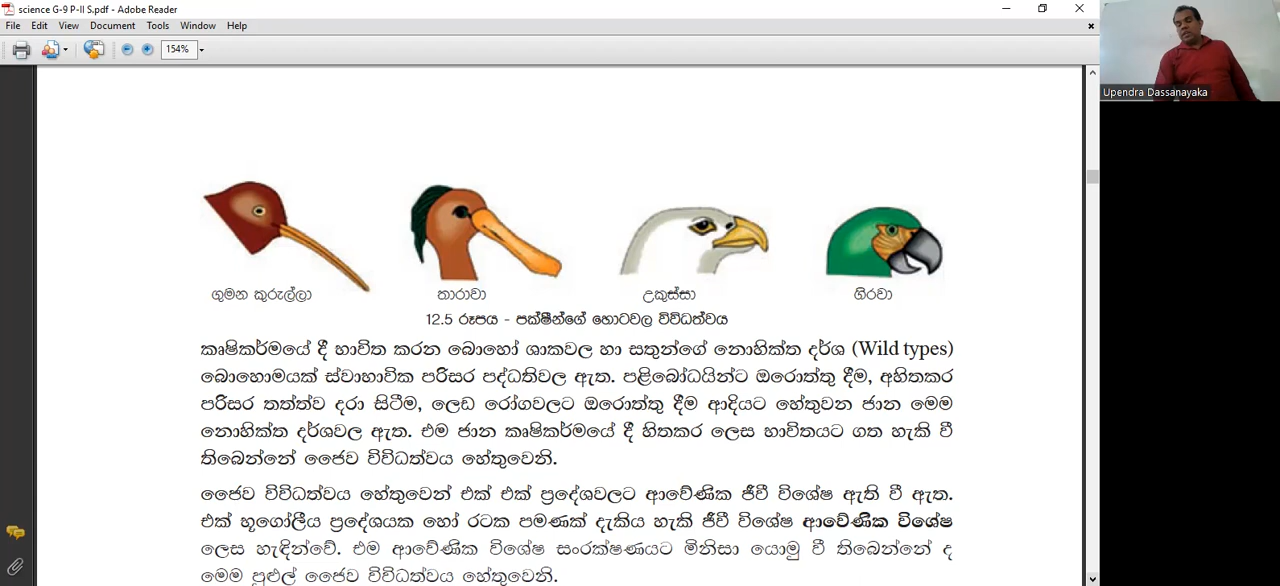 science G-9 P-II S.pdf - Adobe Reader
File Edit View Document Tools Window Help
154%
Upendra Dassanayaka
ගුමන කුරුල්ලා තාරාවා උකුස්සා ගිරවා
12.5 රූපය - පක්ෂීන්ගේ හොටවල විවිධත්වය
කෘෂිකර්මයේ දී භාවිත කරන බොහෝ ශාකවල හා සතුන්ගේ නොහික්ත දර්ශ (Wild types)
බොහොමයක් ස්වාභාවික පරිසර පද්ධතිවල ඇත. පළිබෝධයින්ට ඔරොත්තු දීම, අහිතකර
පරිසර තත්ත්ව දරා සිටීම, ලෙඩ රෝගවලට ඔරොත්තු දීම ආදියට හේතුවන ජාන මෙම
නොහික්ත දර්ශවල ඇත. එම ජාන කෘෂිකර්මයේ දී හිතකර ලෙස භාවිතයට ගත හැකි වී
තිබෙන්නේ ජෛව විවිධත්වය හේතුවෙනි.
ජෛව විවිධත්වය හේතුවෙන් එක් එක් ප්‍රදේශවලට ආවේණික ජීවී විශේෂ ඇති වී ඇත.
එක් භූගෝලීය ප්‍රදේශයක හෝ රටක පමණක් දැකිය හැකි ජීවී විශේෂ ආවේණික විශේෂ
ලෙස හැඳින්වේ. එම ආවේණික විශේෂ සංරක්ෂණයට මිනිසා යොමු වී තිබෙන්නේ ද
මෙම පුළුල් ජෛව විවිධත්වය හේතුවෙනි.